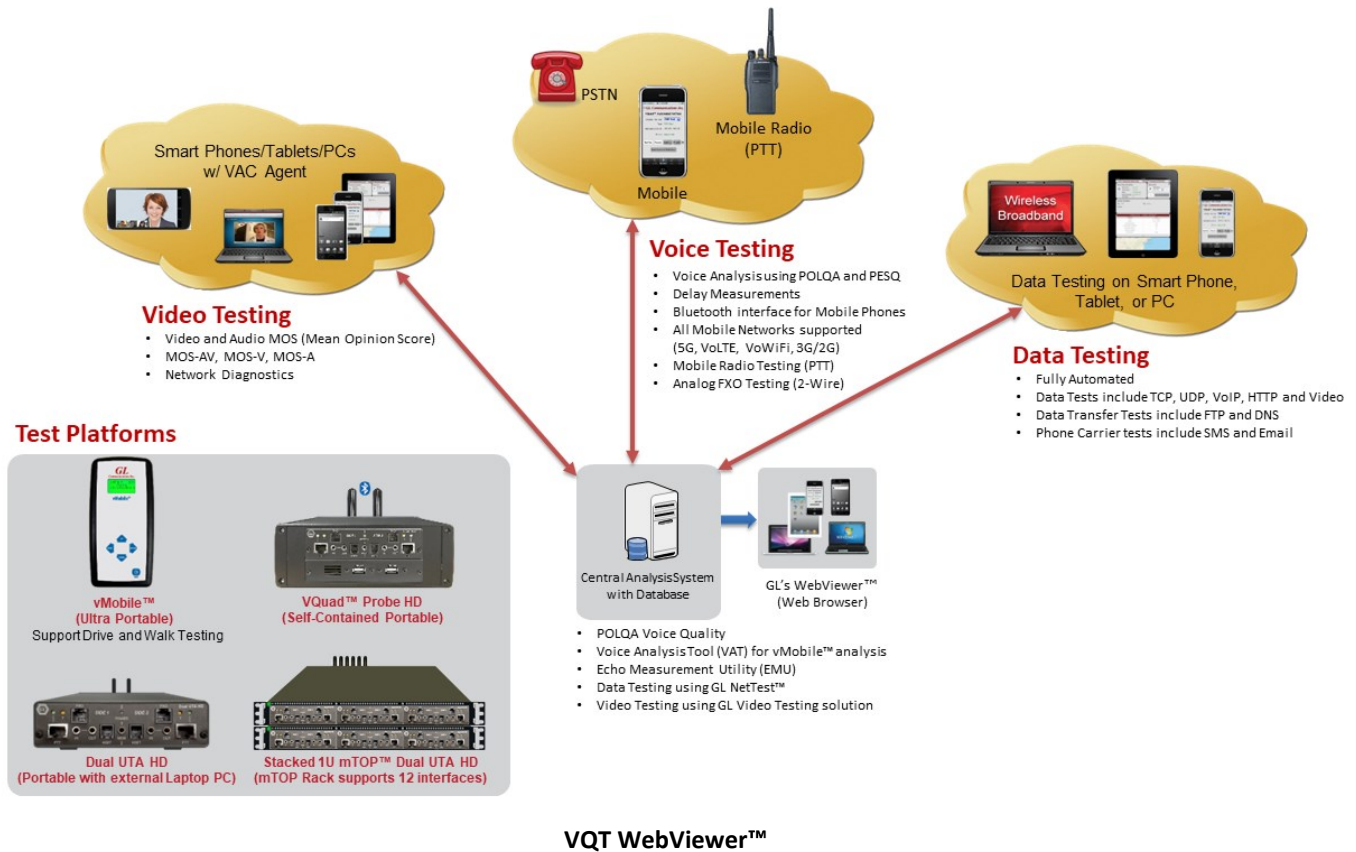 PSTN
Mobile
Mobile Radio
(PTT)
Smart Phones/Tablets/PCs
w/ VAC Agent
Wireless
Broadband
Data Testing on Smart Phone,
Tablet, or PC
Video Testing
• Video and Audio MOS (Mean Opinion Score)
• MOS-AV, MOS-V, MOS-A
• Network Diagnostics
Voice Testing
• Voice Analysis using POLQA and PESQ
• Delay Measurements
• Bluetooth interface for Mobile Phones
• All Mobile Networks supported
(5G, VoLTE, VoWiFi, 3G/2G)
• Mobile Radio Testing (PTT)
• Analog FXO Testing (2-Wire)
Data Testing
• Fully Automated
• Data Tests include TCP, UDP, VoIP, HTTP and Video
• Data Transfer Tests include FTP and DNS
• Phone Carrier tests include SMS and Email
Test Platforms
GL
vMobile™
(Ultra Portable)
Support Drive and Walk Testing
VQuad™ Probe HD
(Self-Contained Portable)
Dual UTA HD
(Portable with external Laptop PC)
Stacked 1U mTOP™ Dual UTA HD
(mTOP Rack supports 12 interfaces)
Central Analysis System
with Database
GL's WebViewer™
(Web Browser)
• POLQA Voice Quality
• Voice Analysis Tool (VAT) for vMobile™ analysis
• Echo Measurement Utility (EMU)
• Data Testing using GL NetTest™
• Video Testing using GL Video Testing solution
VQT WebViewer™